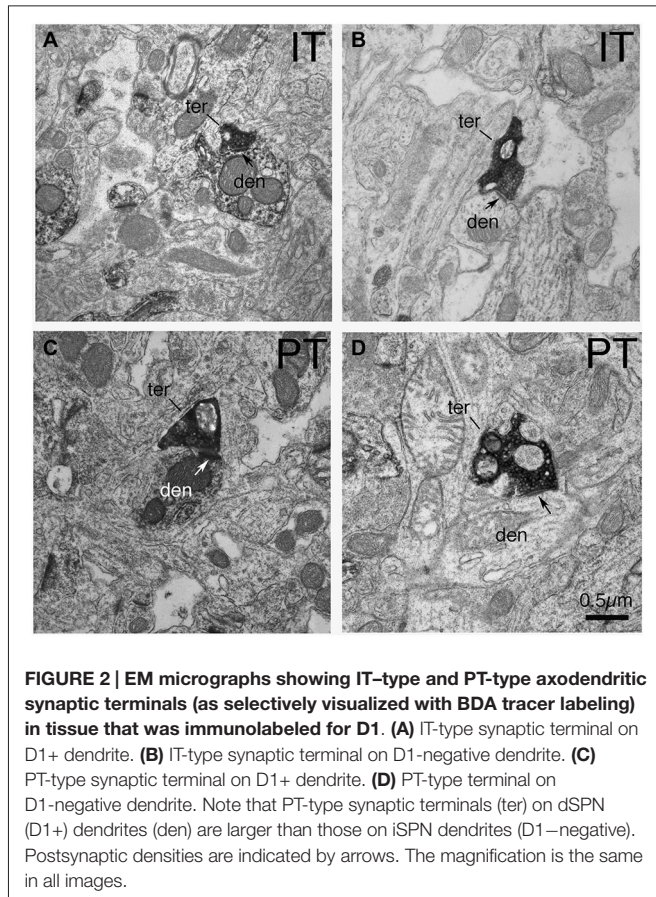 A
IT
ter
den
B
IT
ter
den
C
PT
ter
den
D
PT
ter
den
0.5µm
FIGURE 2 | EM micrographs showing IT–type and PT-type axodendritic
synaptic terminals (as selectively visualized with BDA tracer labeling)
in tissue that was immunolabeled for D1. (A) IT-type synaptic terminal on
D1+ dendrite. (B) IT-type synaptic terminal on D1-negative dendrite. (C)
PT-type synaptic terminal on D1+ dendrite. (D) PT-type terminal on
D1-negative dendrite. Note that PT-type synaptic terminals (ter) on dSPN
(D1+) dendrites (den) are larger than those on iSPN dendrites (D1−negative).
Postsynaptic densities are indicated by arrows. The magnification is the same
in all images.